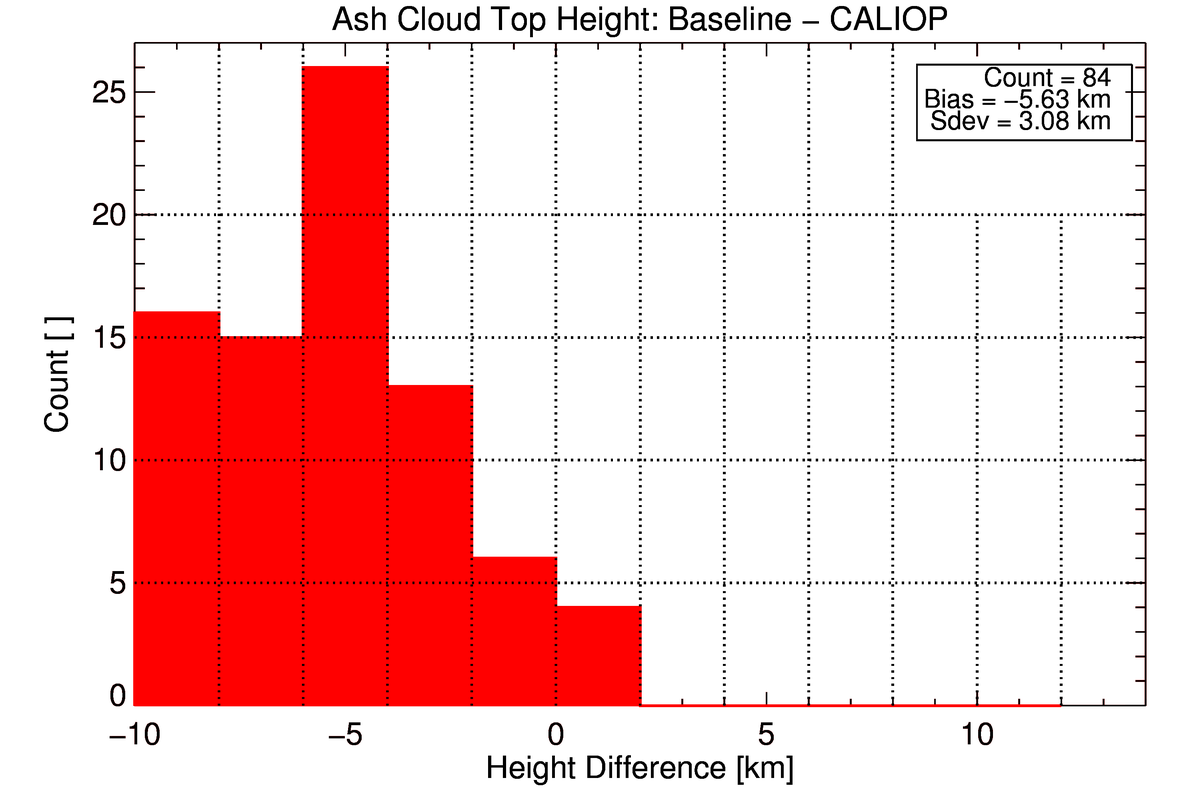 Ash Cloud Top Height: Baseline − CALIOP
Count = 84
Bias = −5.63 km
Sdev = 3.08 km
25
20
15
10
5
0
Count [ ]
−10 −5 0 5 10
Height Difference [km]